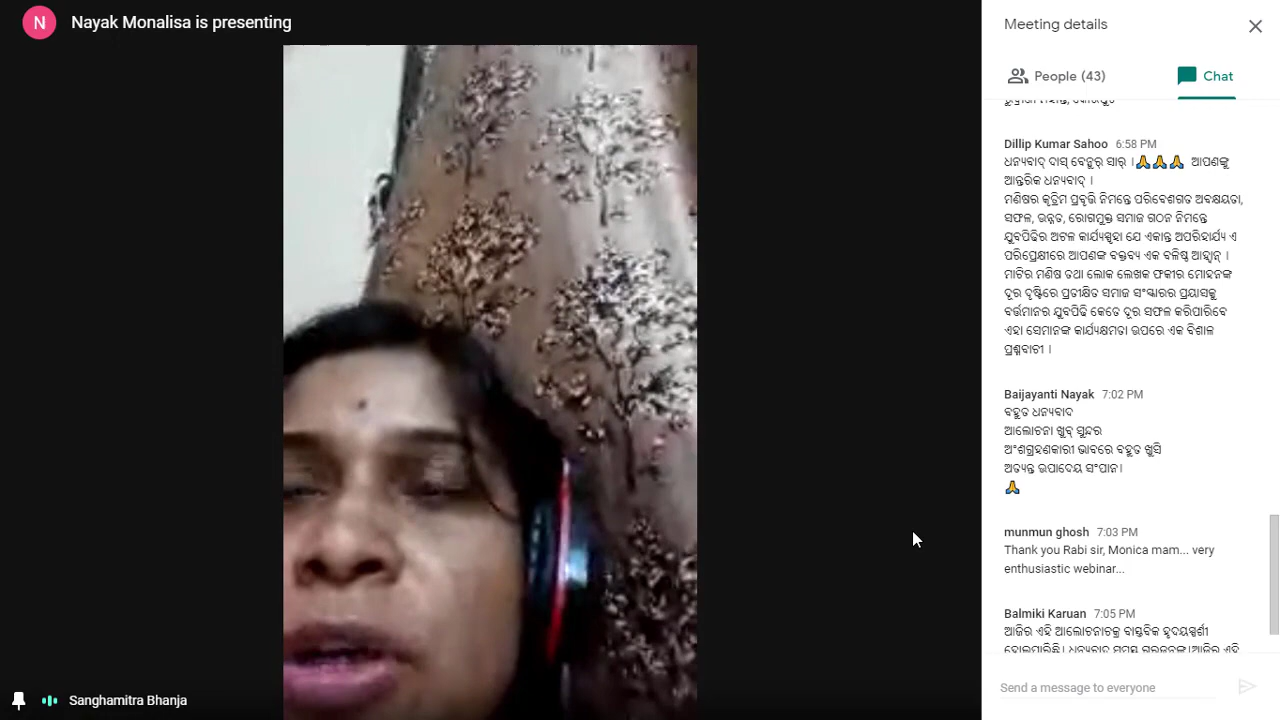 N
Nayak Monalisa is presenting
Meeting details
People (43)
Chat
Dillip Kumar Sahoo 6:58 PM
ଧନ୍ୟବାଦ୍ ଦାସ୍ ବେନୁର୍ ସାର୍ । 🙏🙏🙏 ଆପଣଙ୍କୁ
ଆନ୍ତରିକ ଧନ୍ୟବାଦ୍ ।
ମଣିଷର କୃତ୍ରିମ ପ୍ରବୃତ୍ତି ନିମନ୍ତେ ପରିବେଶଗତ ଅବକ୍ଷୟତା,
ସଫଳ, ଉନ୍ନତ, ରୋଗମୁକ୍ତ ସମାଜ ଗଠନ ନିମନ୍ତେ
ଯୁବପିଢିର ଅଟଳ କାର୍ଯ୍ୟସ୍ପୃହା ଯେ ଏକାନ୍ତ ଅପରିହାର୍ଯ୍ୟ ଏ
ପରିପ୍ରେକ୍ଷୀରେ ଆପଣଙ୍କ ବକ୍ତବ୍ୟ ଏକ ବଳିଷ୍ଠ ଆହ୍ୱାନ୍ ।
ମାଟିର ମଣିଷ ତଥା ଲୋକ ଲେଖକ ଫକୀର ମୋହନଙ୍କ
ଦୂର ଦୃଷ୍ଟିରେ ପ୍ରତୀକ୍ଷିତ ସମାଜ ସଂସ୍କାରର ପ୍ରୟାସକୁ
ବର୍ତ୍ତମାନର ଯୁବପିଢି କେତେ ଦୂର ସଫଳ କରିପାରିବେ
ଏହା ସେମାନଙ୍କ କାର୍ଯ୍ୟକ୍ଷମତା ଉପରେ ଏକ ବିଶାଳ
ପ୍ରଶ୍ନବାଚୀ ।
Baijayanti Nayak 7:02 PM
ବହୁତ ଧନ୍ୟବାଦ
ଆଲୋଚନା ଖୁବ୍ ସୁନ୍ଦର
ଅଂଶଗ୍ରହଣକାରୀ ଭାବରେ ବହୁତ ଖୁସି
ଅତ୍ୟନ୍ତ ଉପାଦେୟ ସଂପାନ।
🙏
munmun ghosh 7:03 PM
Thank you Rabi sir, Monica mam... very
enthusiastic webinar...
Balmiki Karuan 7:05 PM
ଆଜିର ଏହି ଆଲୋଚନାଚକ୍ର ବାସ୍ତବିକ ହୃଦୟସ୍ପର୍ଶୀ
Send a message to everyone
Sanghamitra Bhanja